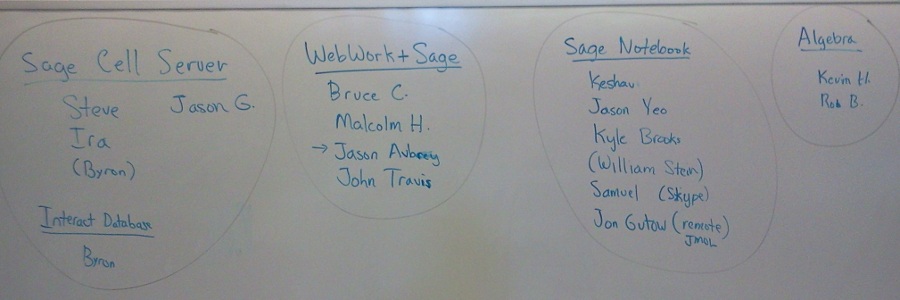 Sage Cell Server
Steve Jason G.
Ira
(Byron)
Interact Database
Byron
WebWork + Sage
Bruce C.
Malcolm H.
→ Jason Aubrey
John Travis
Sage Notebook
Keshav
Jason Yeo
Kyle Brooks
(William Stein)
Samuel (Skype)
Jon Gutow (remote)
JMOL
Algebra
Kevin H.
Rob B.